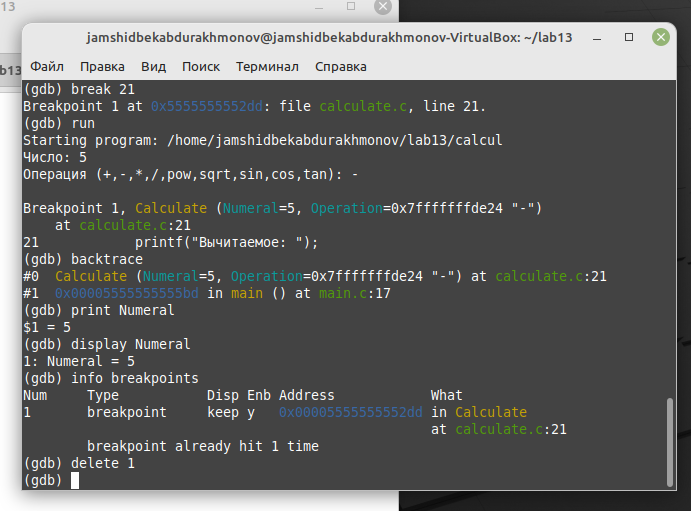 13
jamshidbekabdurakhmonov@jamshidbekabdurakhmonov-VirtualBox: ~/lab13
b13
Файл Правка Вид Поиск Терминал Справка
(gdb) break 21
Breakpoint 1 at 0x5555555552dd: file calculate.c, line 21.
(gdb) run
Starting program: /home/jamshidbekabdurakhmonov/lab13/calcul
Число: 5
Операция (+,-,*,/,pow,sqrt,sin,cos,tan): -
Breakpoint 1, Calculate (Numeral=5, Operation=0x7fffffffde24 "-")
    at calculate.c:21
21            printf("Вычитаемое: ");
(gdb) backtrace
#0  Calculate (Numeral=5, Operation=0x7fffffffde24 "-") at calculate.c:21
#1  0x00005555555555bd in main () at main.c:17
(gdb) print Numeral
$1 = 5
(gdb) display Numeral
1: Numeral = 5
(gdb) info breakpoints
Num     Type           Disp Enb Address            What
1       breakpoint     keep y   0x00005555555552dd in Calculate
                                                   at calculate.c:21
        breakpoint already hit 1 time
(gdb) delete 1
(gdb)